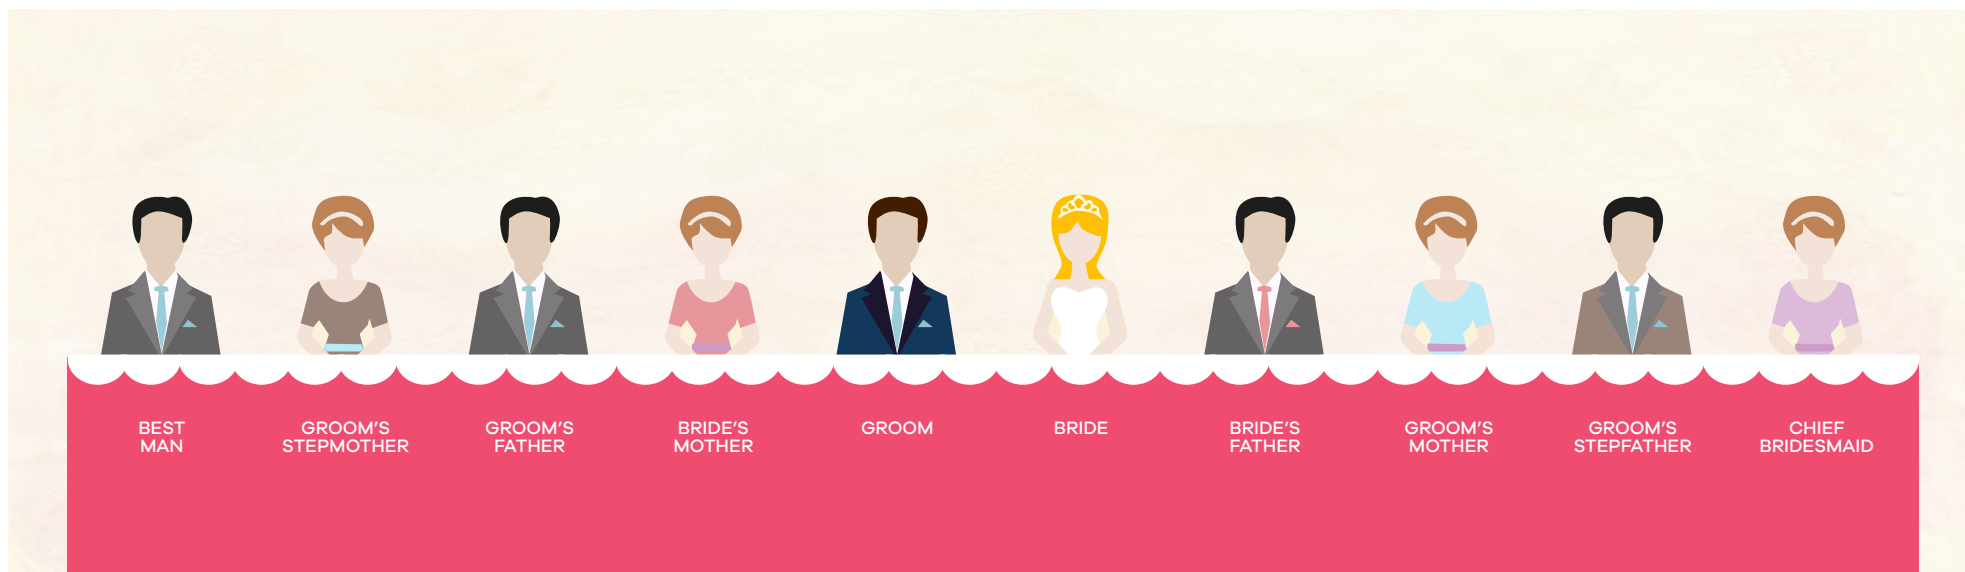 BEST
MAN
GROOM’S
STEPMOTHER
GROOM’S
FATHER
BRIDE’S
MOTHER
GROOM
BRIDE
BRIDE’S
FATHER
GROOM’S
MOTHER
GROOM’S
STEPFATHER
CHIEF
BRIDESMAID